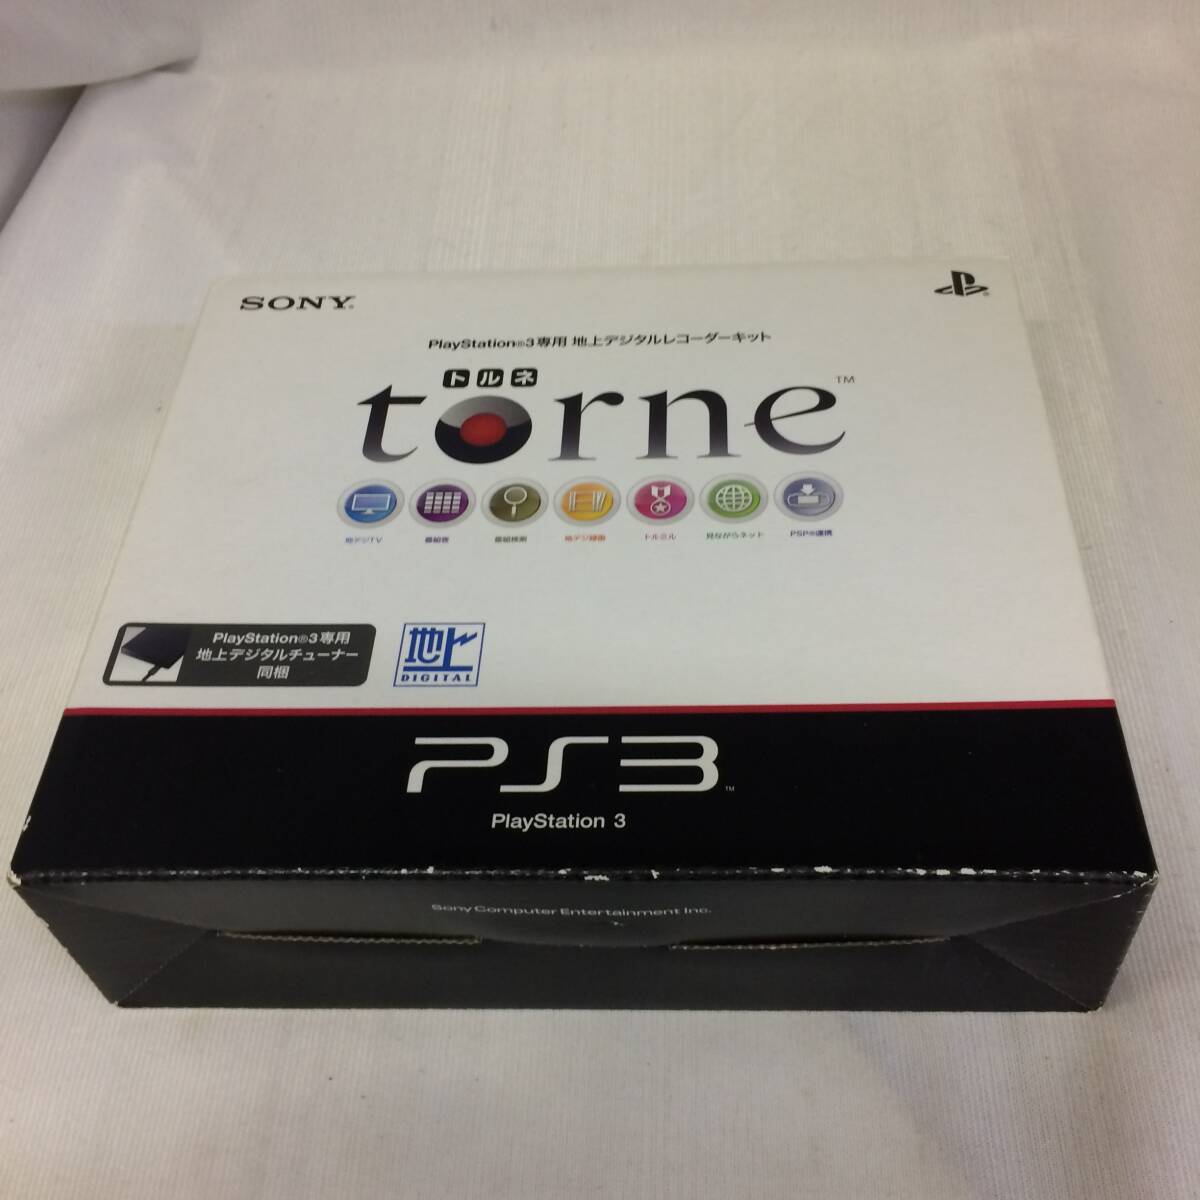 SONY
PlayStation®3専用 地上デジタルレコーダーキット
トルネ
torne™
地デジTV
番組表
番組検索
地デジ録画
トルミル
見ながらネット
PSP®連携
PlayStation®3専用
地上デジタルチューナー
同梱
地上
DIGITAL
PS3™
PlayStation 3
Sony Computer Entertainment Inc.